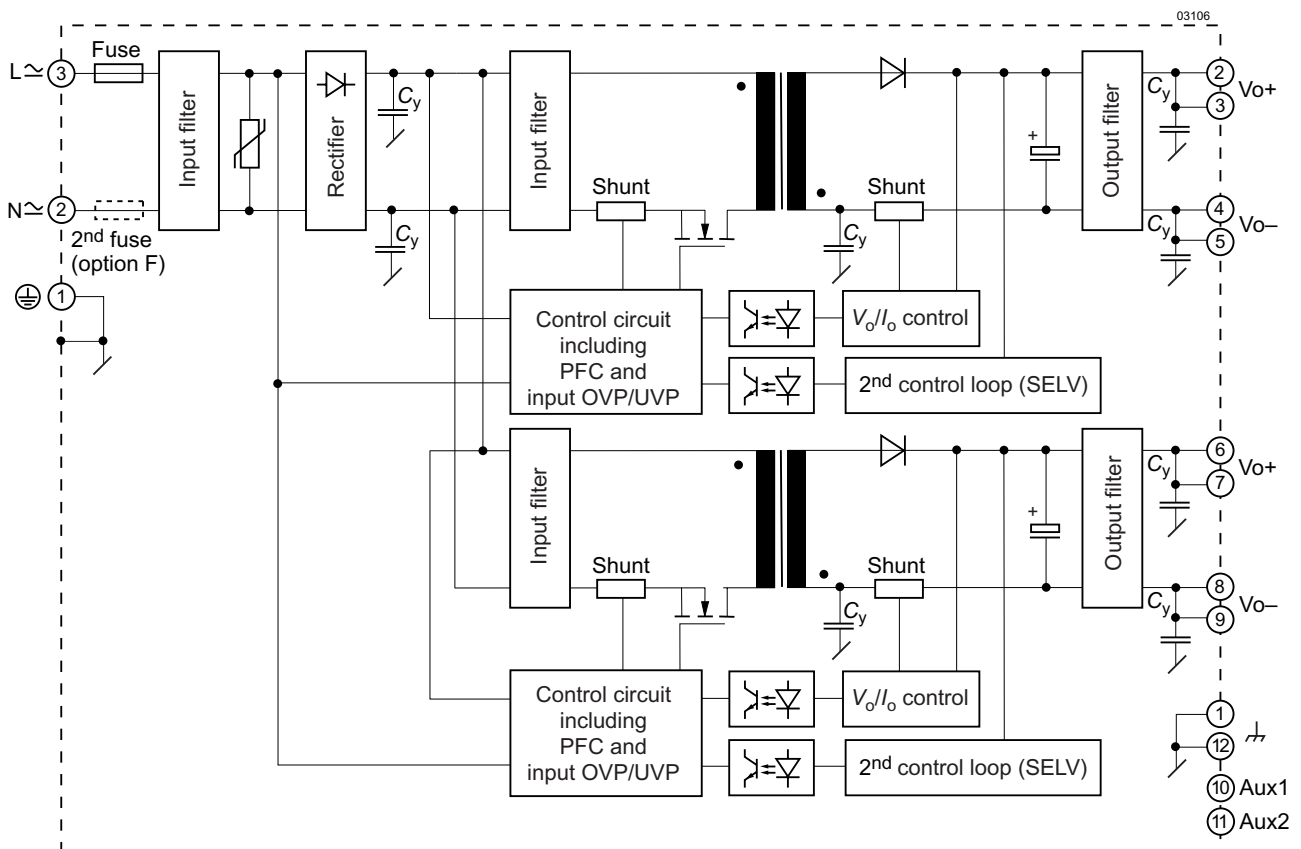 03106
Fuse
L 3
Input filter
Rectifier
Cy
Input filter
Cy
2
3
Vo+
Output filter
N 2
2nd fuse
(option F)
Cy
Shunt
Cy
Shunt
+
Cy
4
5
Vo–
1
Control circuit
including
PFC and
input OVP/UVP
Vo/Io control
2nd control loop (SELV)
Input filter
Shunt
Cy
Shunt
+
Output filter
Cy
6
7
Vo+
Cy
8
9
Vo–
Control circuit
including
PFC and
input OVP/UVP
Vo/Io control
2nd control loop (SELV)
1
12
10 Aux1
11 Aux2